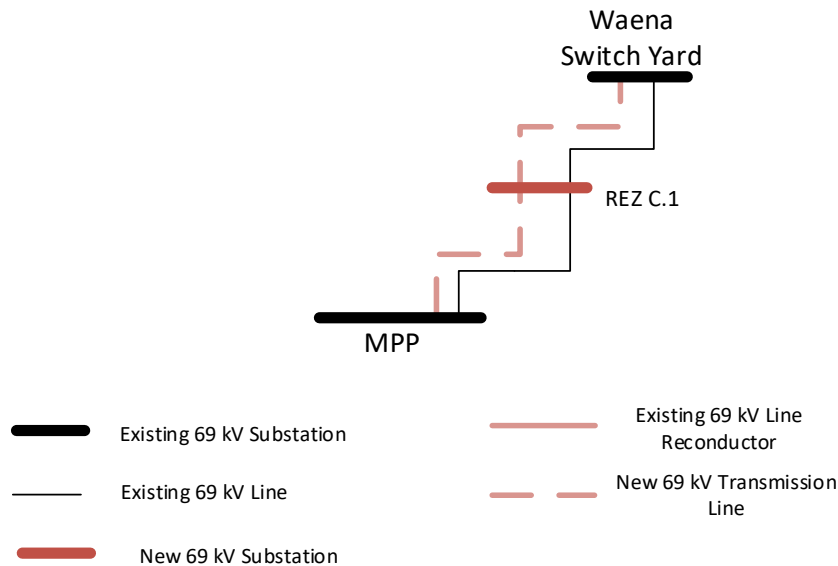 Waena
Switch Yard
REZ C.1
MPP
Existing 69 kV Substation
Existing 69 kV Line
New 69 kV Substation
Existing 69 kV Line
Reconductor
New 69 kV Transmission
Line